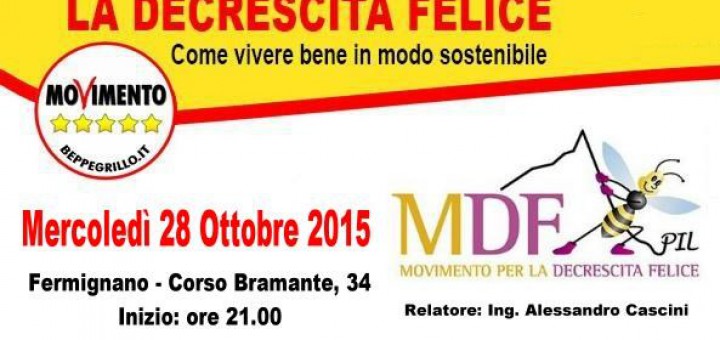 LA DECRESCITA FELICE
Come vivere bene in modo sostenibile
MOVIMENTO
BEPPEGRILLO.IT
Mercoledì 28 Ottobre 2015
Fermignano - Corso Bramante, 34
Inizio: ore 21.00
MDF
PIL
MOVIMENTO PER LA DECRESCITA FELICE
Relatore: Ing. Alessandro Cascini